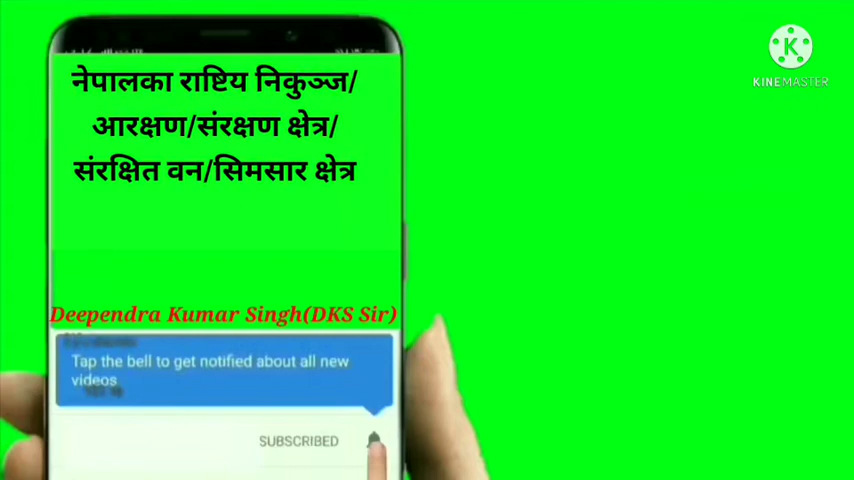 नेपालका राष्टिय निकुञ्ज/
आरक्षण/संरक्षण क्षेत्र/
संरक्षित वन/सिमसार क्षेत्र
Deependra Kumar Singh(DKS Sir)
Tap the bell to get notified about all new
videos
SUBSCRIBED
K
KINEMASTER